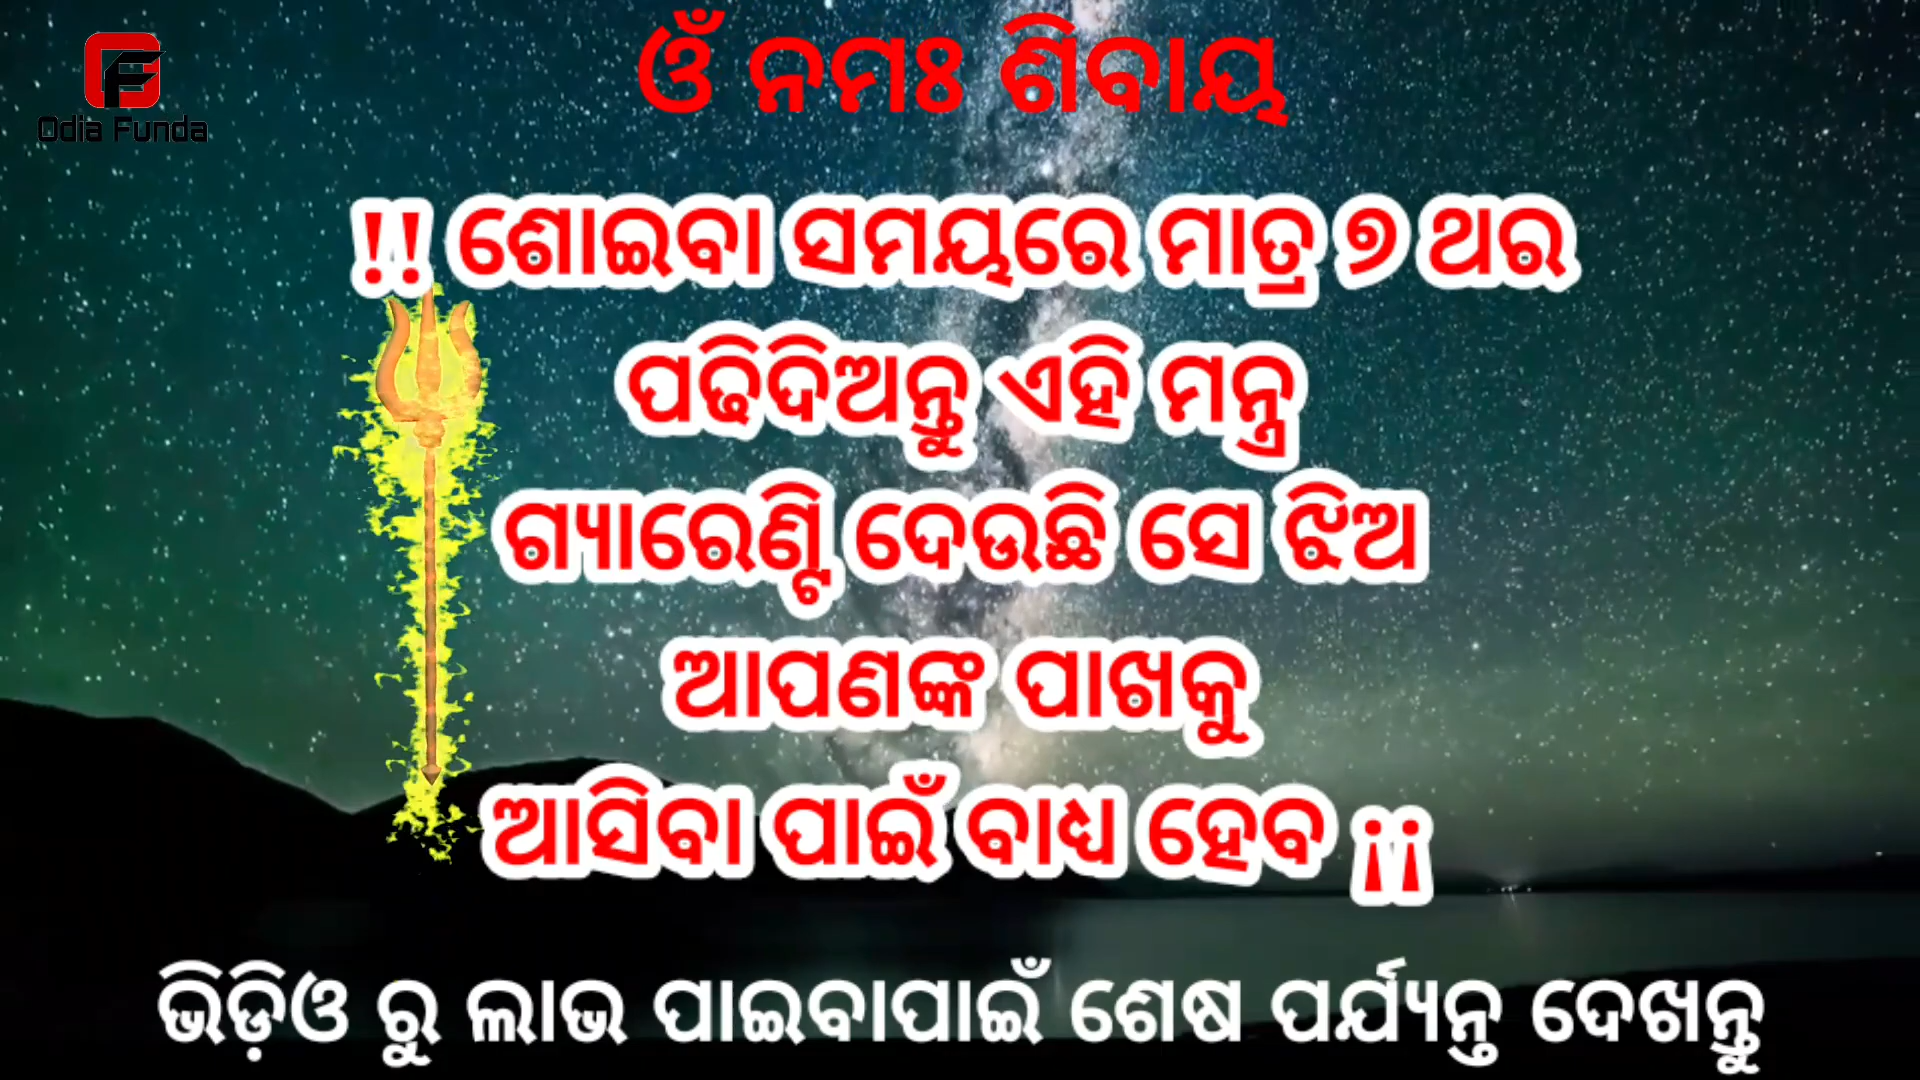 ଓଁ ନମଃ ଶିବାୟ
Odia Funda
!! ଶୋଇବା ସମୟରେ ମାତ୍ର ୭ ଥର
ପଢିଦିଅନ୍ତୁ ଏହି ମନ୍ତ୍ର
ଗ୍ୟାରେଣ୍ଟି ଦେଉଛି ସେ ଝିଅ
ଆପଣଙ୍କ ପାଖକୁ
ଆସିବା ପାଇଁ ବାଧ୍ୟ ହେବ ¡¡
ଭିଡ଼ିଓ ରୁ ଲାଭ ପାଇବାପାଇଁ ଶେଷ ପର୍ଯ୍ୟନ୍ତ ଦେଖନ୍ତୁ